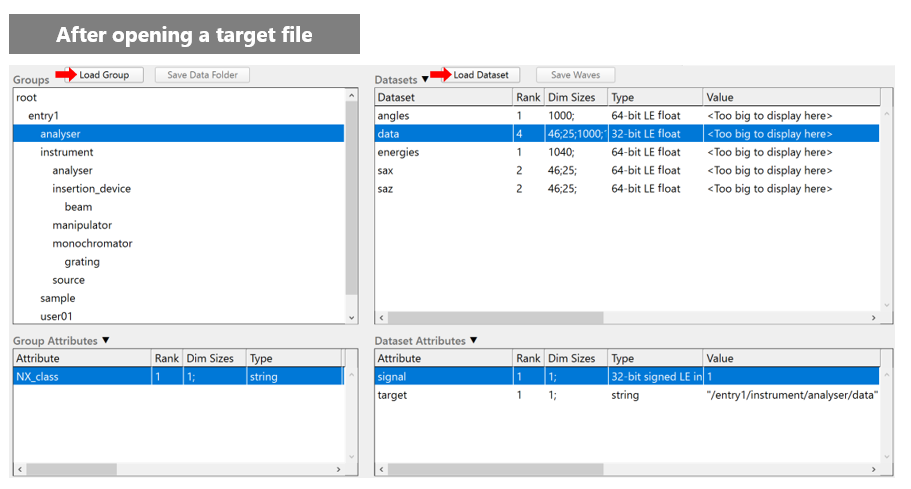 After opening a target file
Groups Load Group Save Data Folder
root
entry1
analyser
instrument
analyser
insertion_device
beam
manipulator
monochromator
grating
source
sample
user01
Datasets ▼ Load Dataset Save Waves
Dataset Rank Dim Sizes Type Value
angles 1 1000; 64-bit LE float <Too big to display here>
data 4 46;25;1000; 32-bit LE float <Too big to display here>
energies 1 1040; 64-bit LE float <Too big to display here>
sax 2 46;25; 64-bit LE float <Too big to display here>
saz 2 46;25; 64-bit LE float <Too big to display here>
Group Attributes ▼
Attribute Rank Dim Sizes Type
NX_class 1 1; string
Dataset Attributes ▼
Attribute Rank Dim Sizes Type Value
signal 1 1; 32-bit signed LE in 1
target 1 1; string "/entry1/instrument/analyser/data"